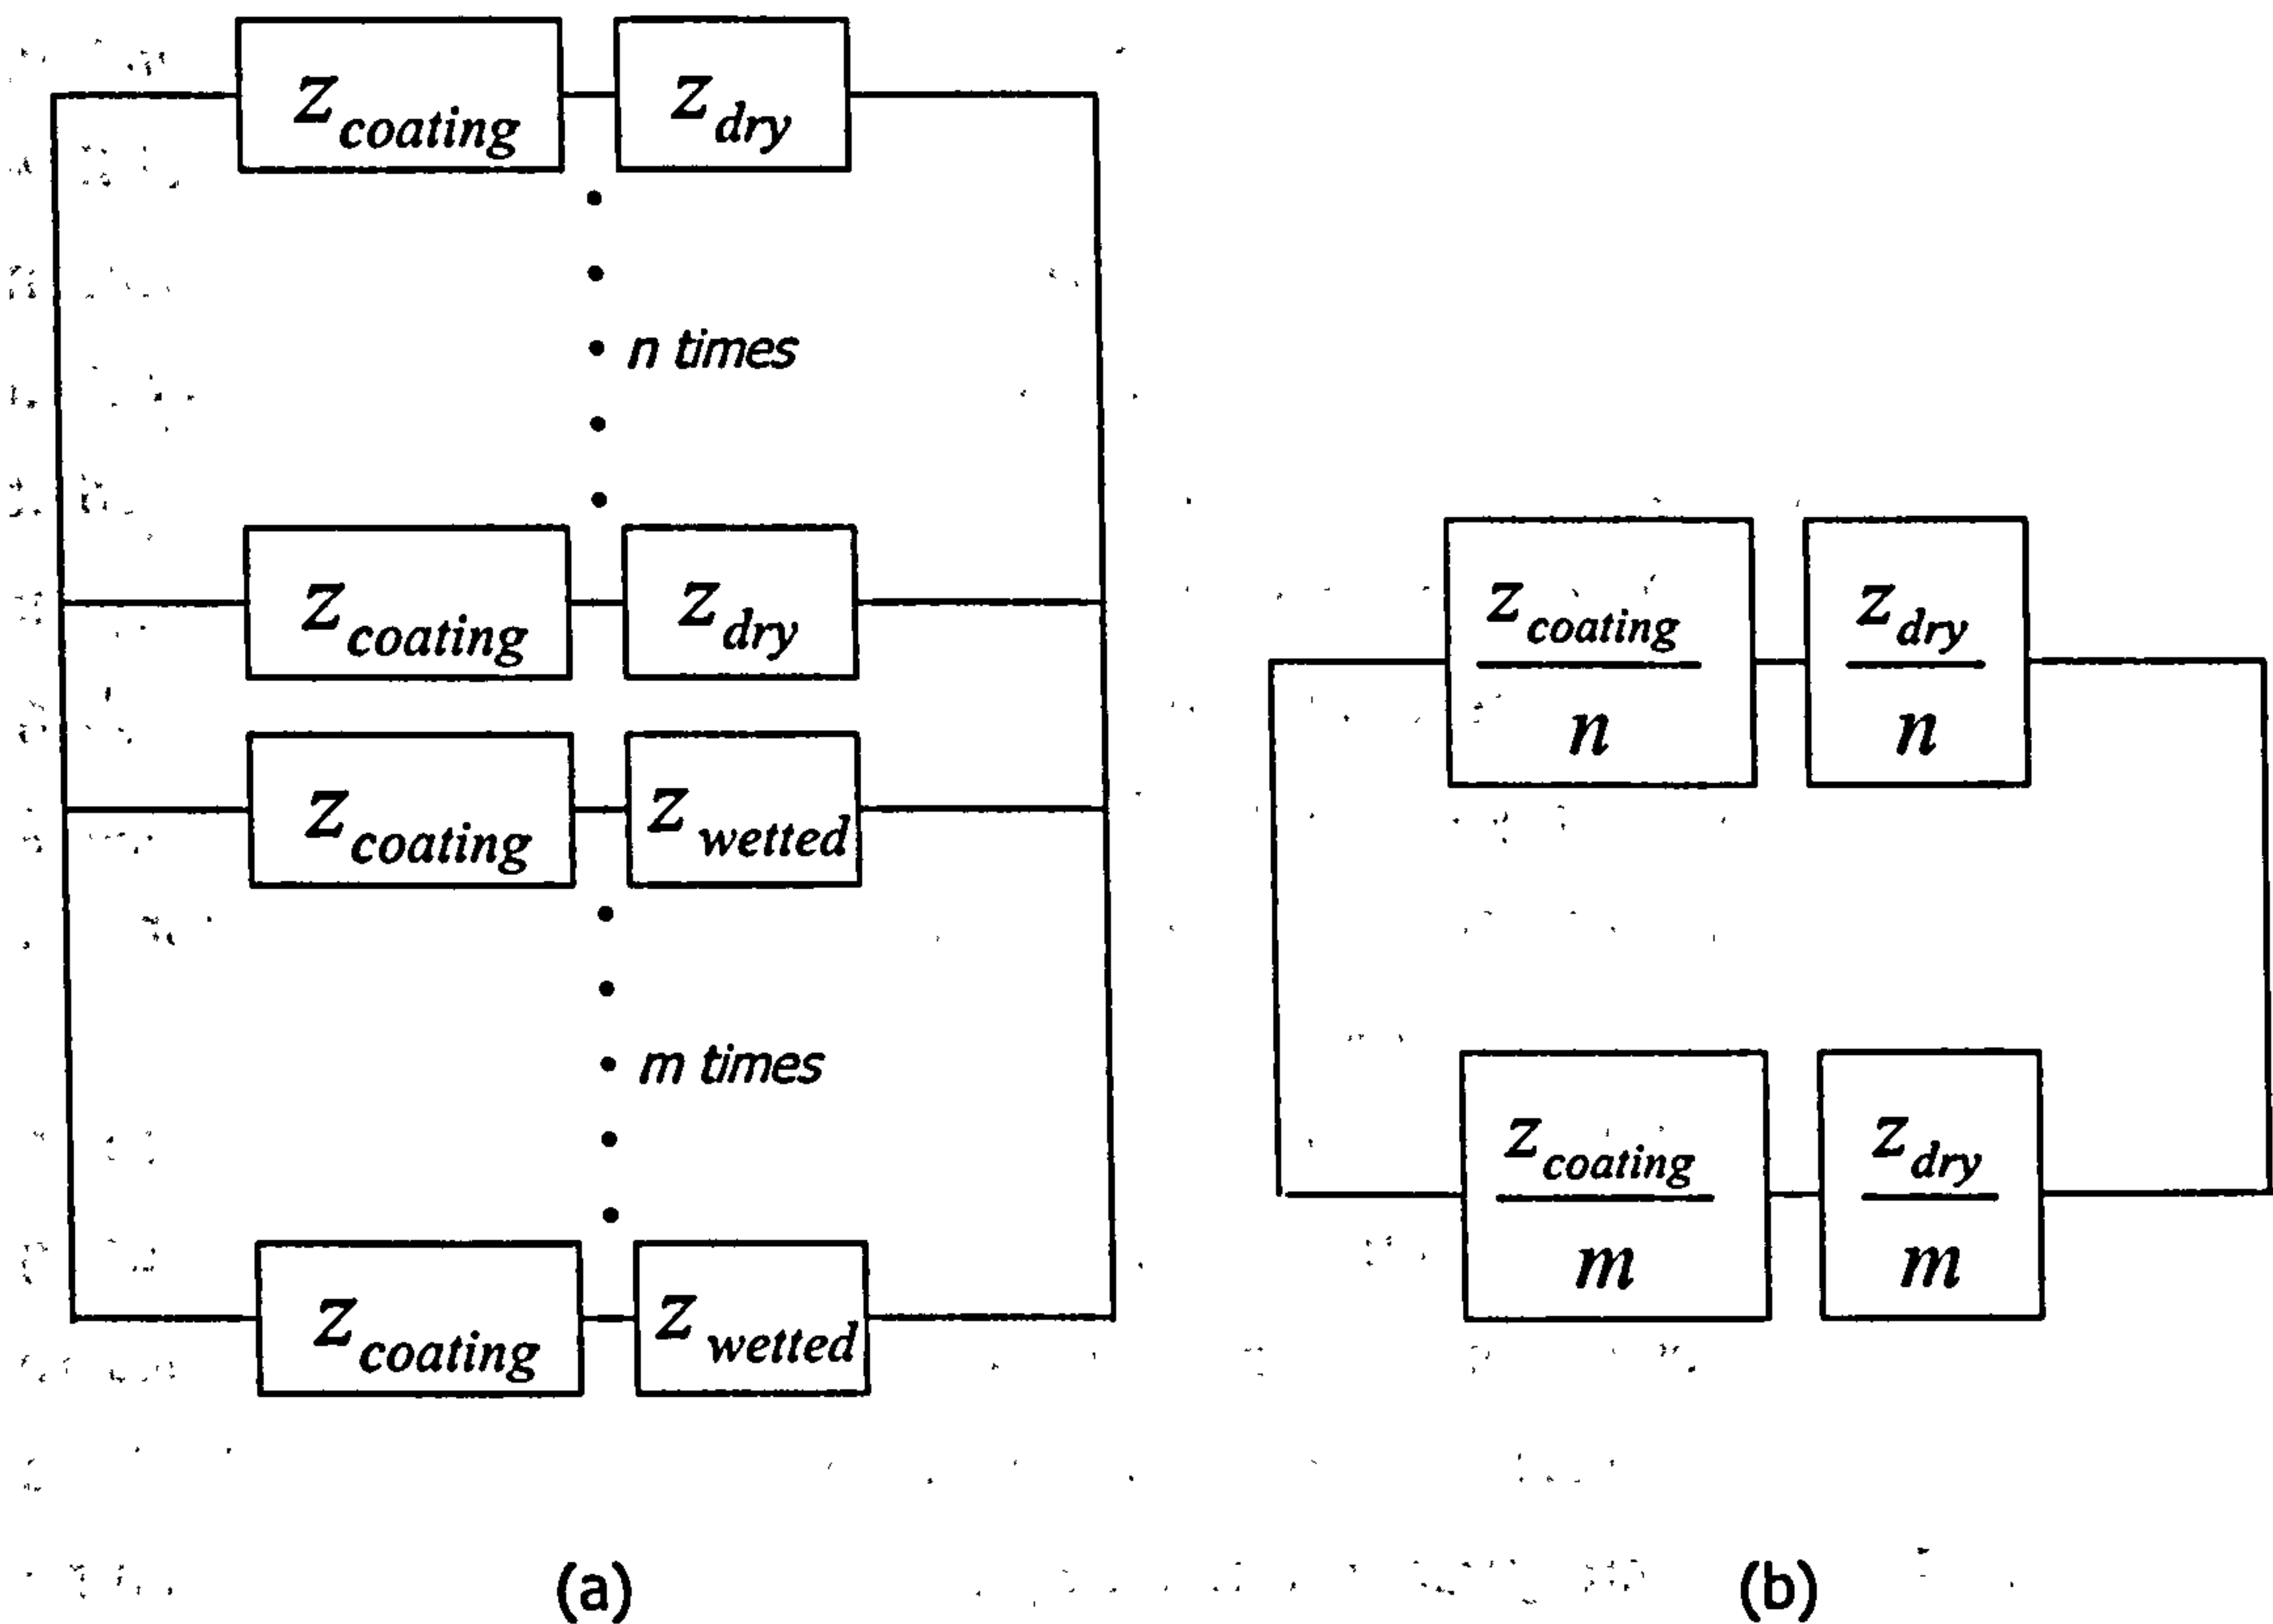 z coating z dry
n times
z coating z dry
z coating z wetted
m times
z coating z wetted
z coating n z dry n
z coating m z dry m
(a) (b)